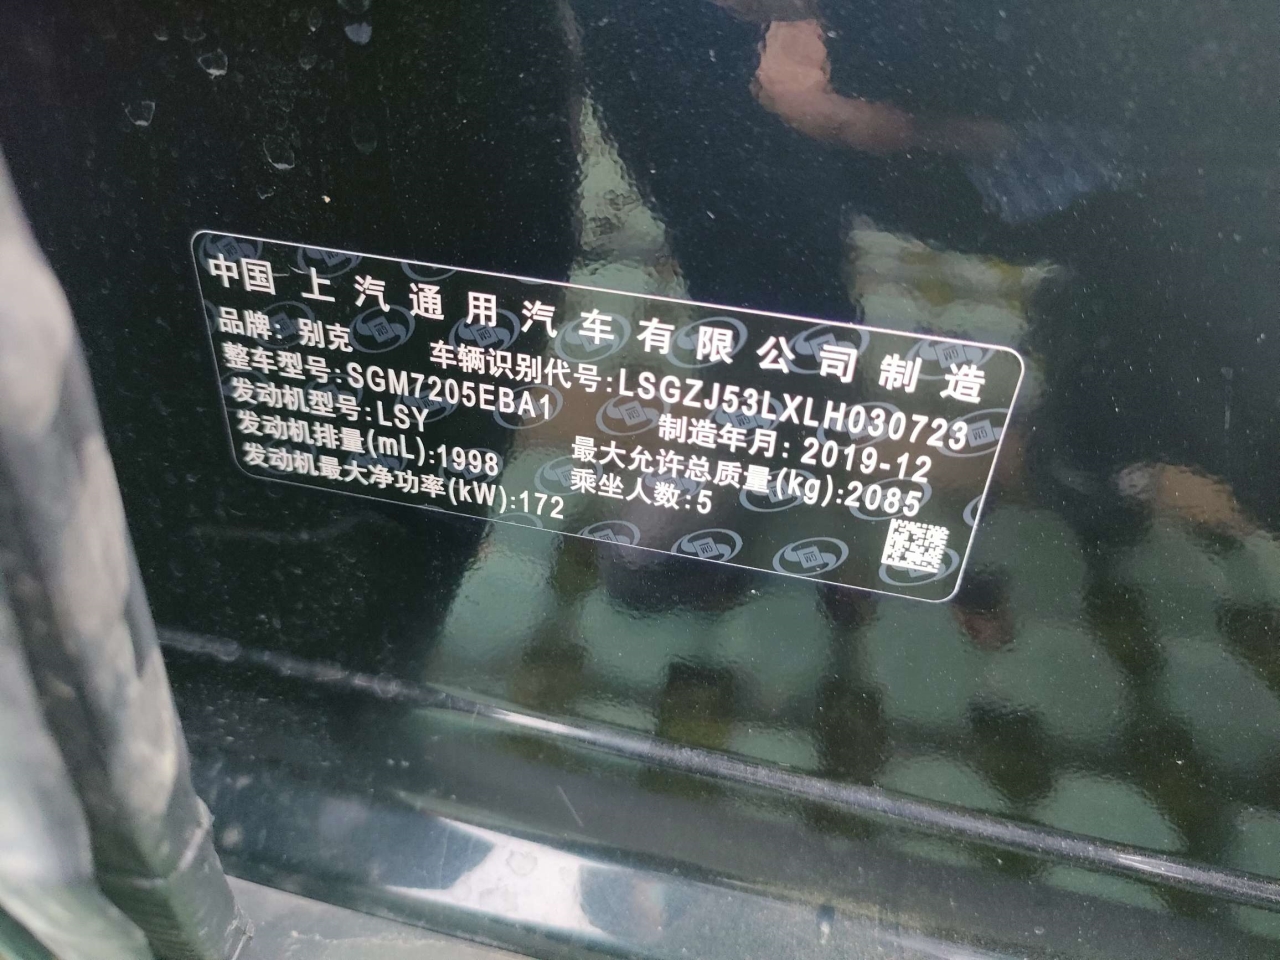 中国 上汽通用汽车有限公司制造
品牌: 别克 车辆识别代号:LSGZJ53LXLH030723
整车型号:SGM7205EBA1 制造年月: 2019-12
发动机型号:LSY 最大允许总质量(kg):2085
发动机排量(mL):1998 乘坐人数:5
发动机最大净功率(kW):172